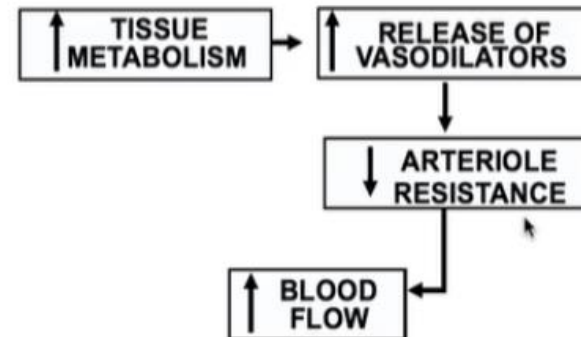 TISSUE
METABOLISM
RELEASE OF
VASODILATORS
ARTERIOLE
RESISTANCE
BLOOD
FLOW